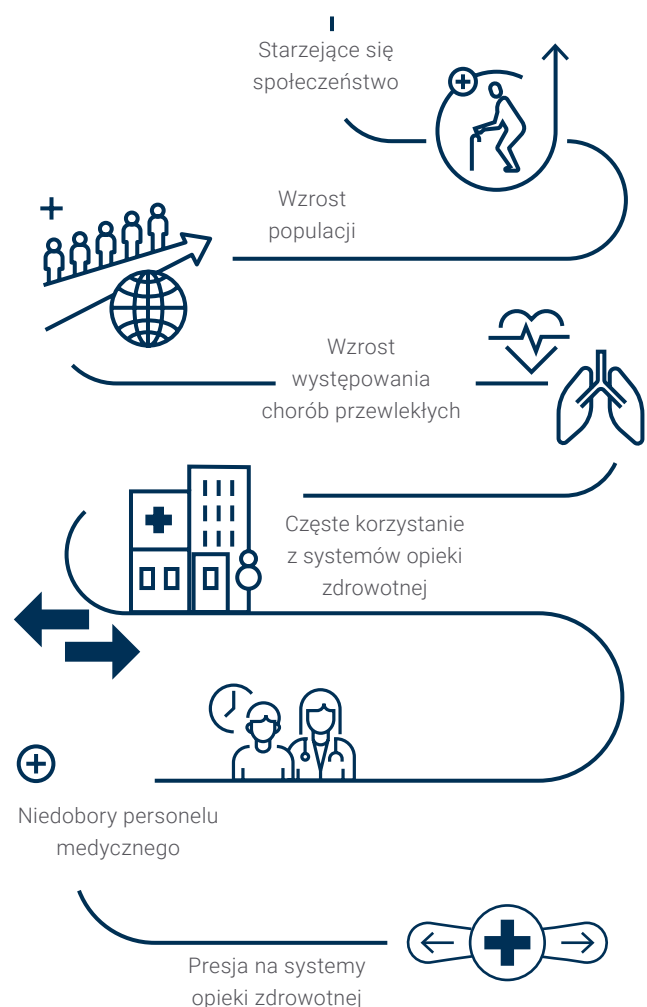 Starzejące się
społeczeństwo
Wzrost
populacji
Wzrost
występowania
chorób przewlekłych
Częste korzystanie
z systemów opieki
zdrowotnej
Niedobory personelu
medycznego
Presja na systemy
opieki zdrowotnej